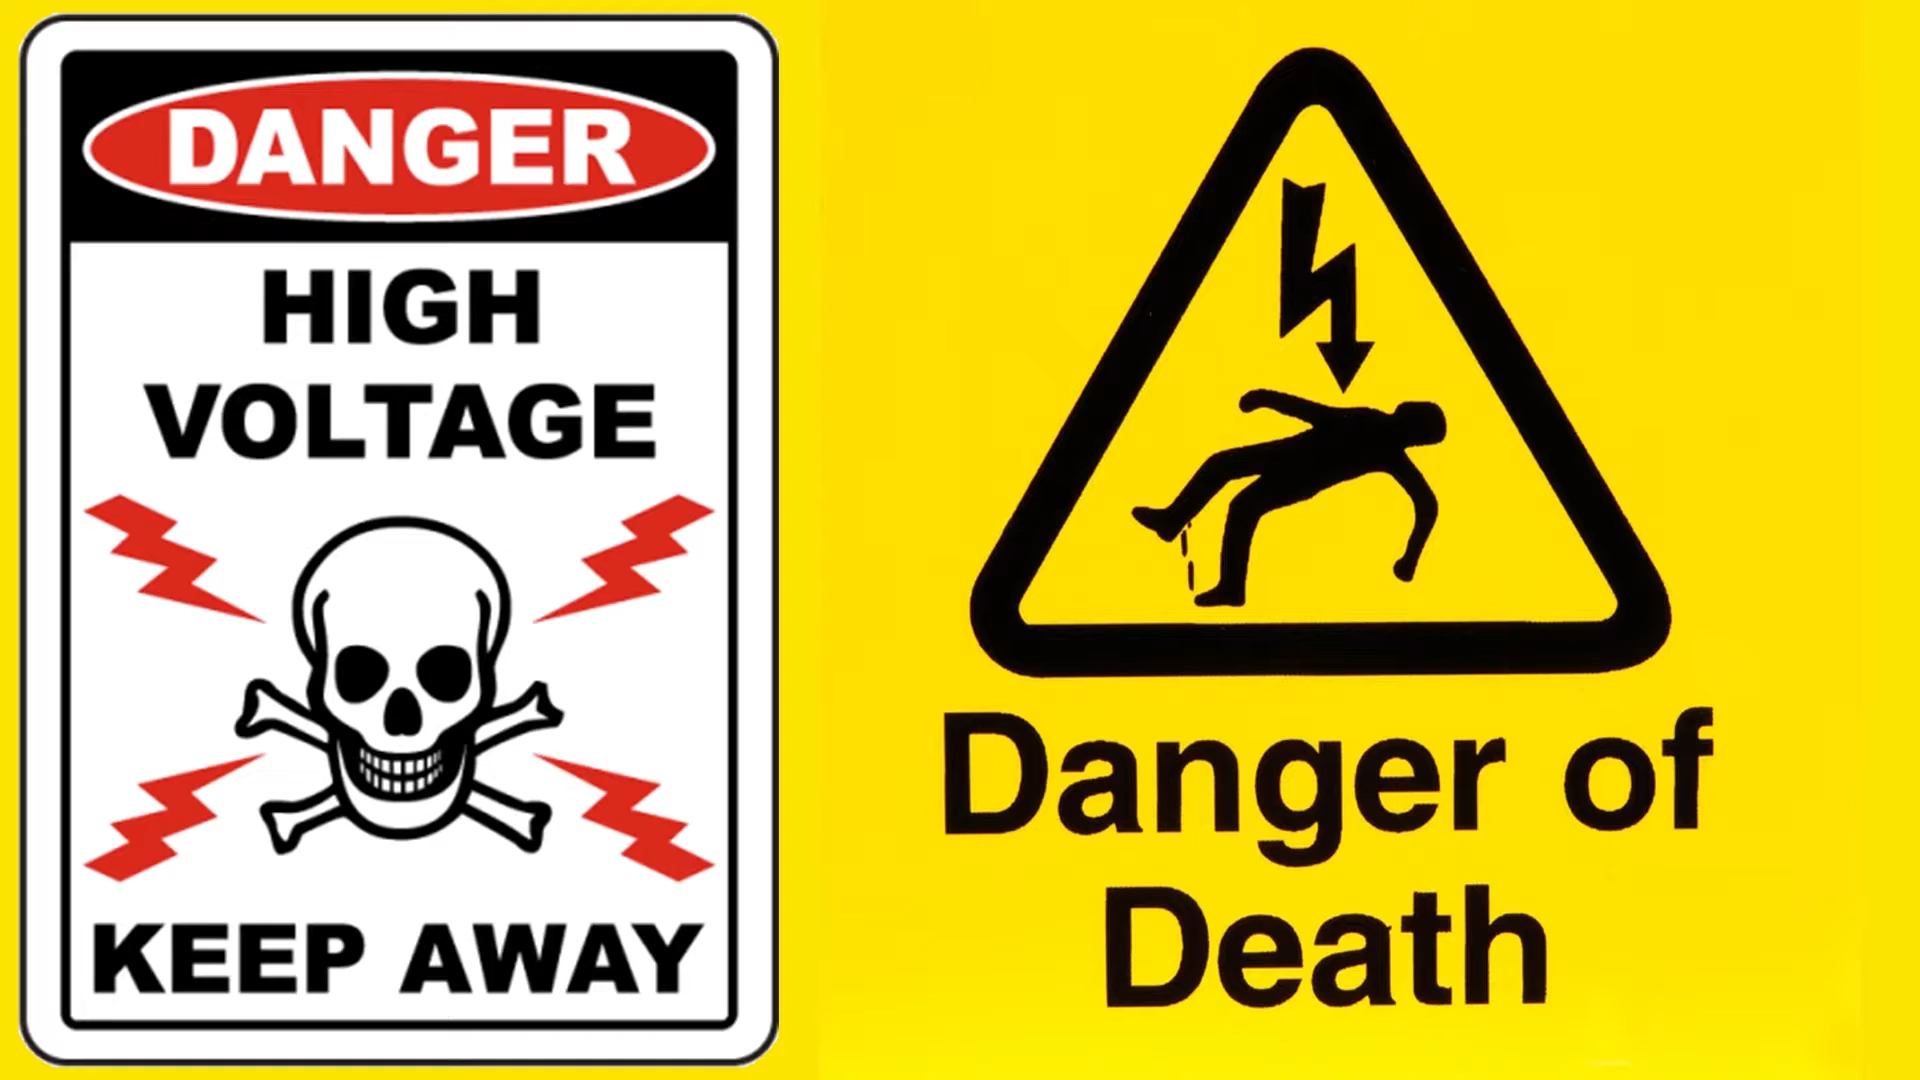 DANGER
HIGH
VOLTAGE
KEEP AWAY
Danger of
Death